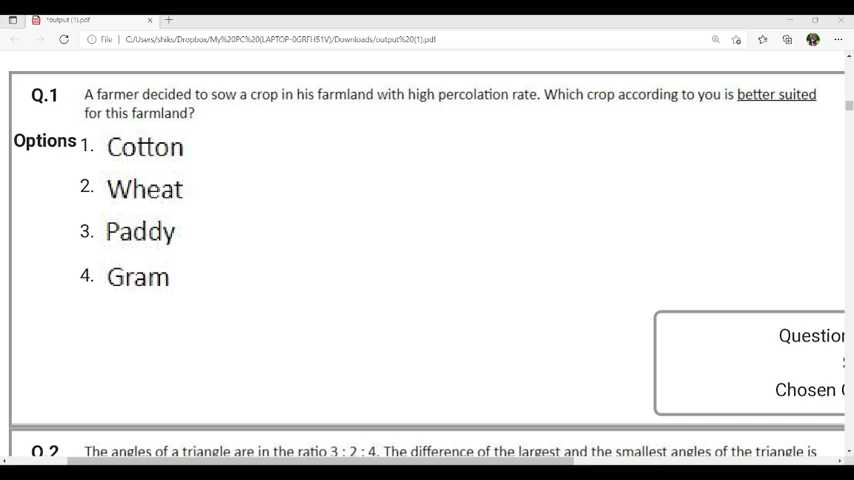 *output (1).pdf
File | C:/Users/shiks/Dropbox/My%20PC%20(LAPTOP-0GRFH51V)/Downloads/output%20(1).pdf
Q.1 A farmer decided to sow a crop in his farmland with high percolation rate. Which crop according to you is better suited
for this farmland?
Options 1. Cotton
2. Wheat
3. Paddy
4. Gram
Question
Chosen
Q.2 The angles of a triangle are in the ratio 3 : 2 : 4. The difference of the largest and the smallest angles of the triangle is